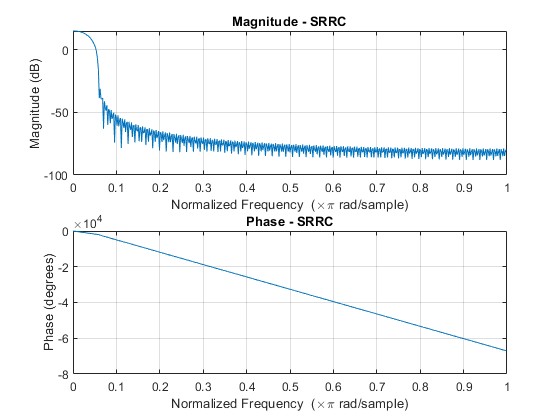 Magnitude - SRRC
0
-50
-100
Magnitude (dB)
0 0.1 0.2 0.3 0.4 0.5 0.6 0.7 0.8 0.9 1
Normalized Frequency (×π rad/sample)
×10⁴
Phase - SRRC
0
-2
-4
-6
-8
Phase (degrees)
0 0.1 0.2 0.3 0.4 0.5 0.6 0.7 0.8 0.9 1
Normalized Frequency (×π rad/sample)